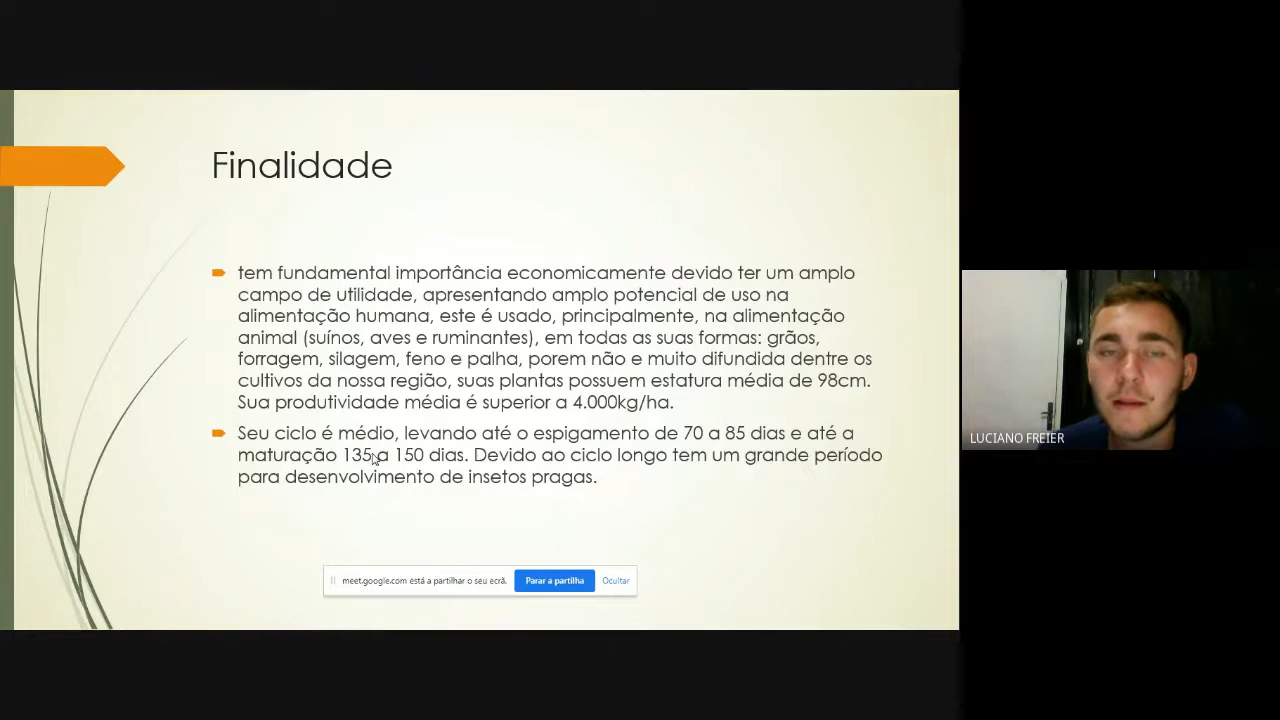 Finalidade
tem fundamental importância economicamente devido ter um amplo
campo de utilidade, apresentando amplo potencial de uso na
alimentação humana, este é usado, principalmente, na alimentação
animal (suínos, aves e ruminantes), em todas as suas formas: grãos,
forragem, silagem, feno e palha, porem não e muito difundida dentre os
cultivos da nossa região, suas plantas possuem estatura média de 98cm.
Sua produtividade média é superior a 4.000kg/ha.
Seu ciclo é médio, levando até o espigamento de 70 a 85 dias e até a
maturação 135 a 150 dias. Devido ao ciclo longo tem um grande período
para desenvolvimento de insetos pragas.
meet.google.com está a partilhar o seu ecrã. Parar a partilha Ocultar
LUCIANO FREIER